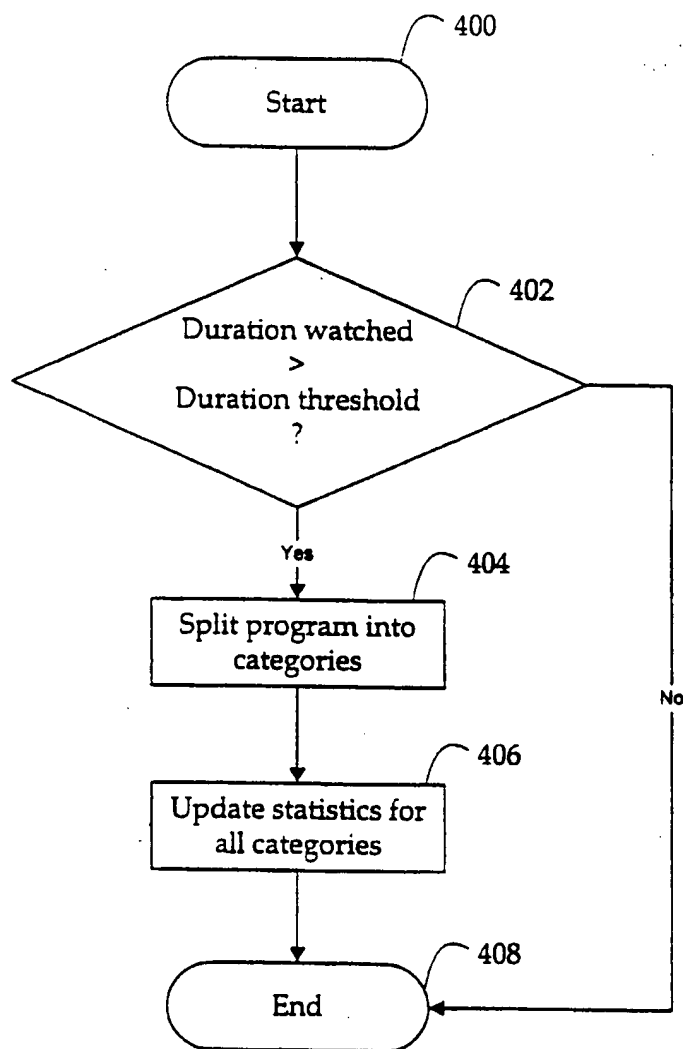 400
Start
402
Duration watched
>
Duration threshold
?
Yes
404
Split program into
categories
No
406
Update statistics for
all categories
408
End